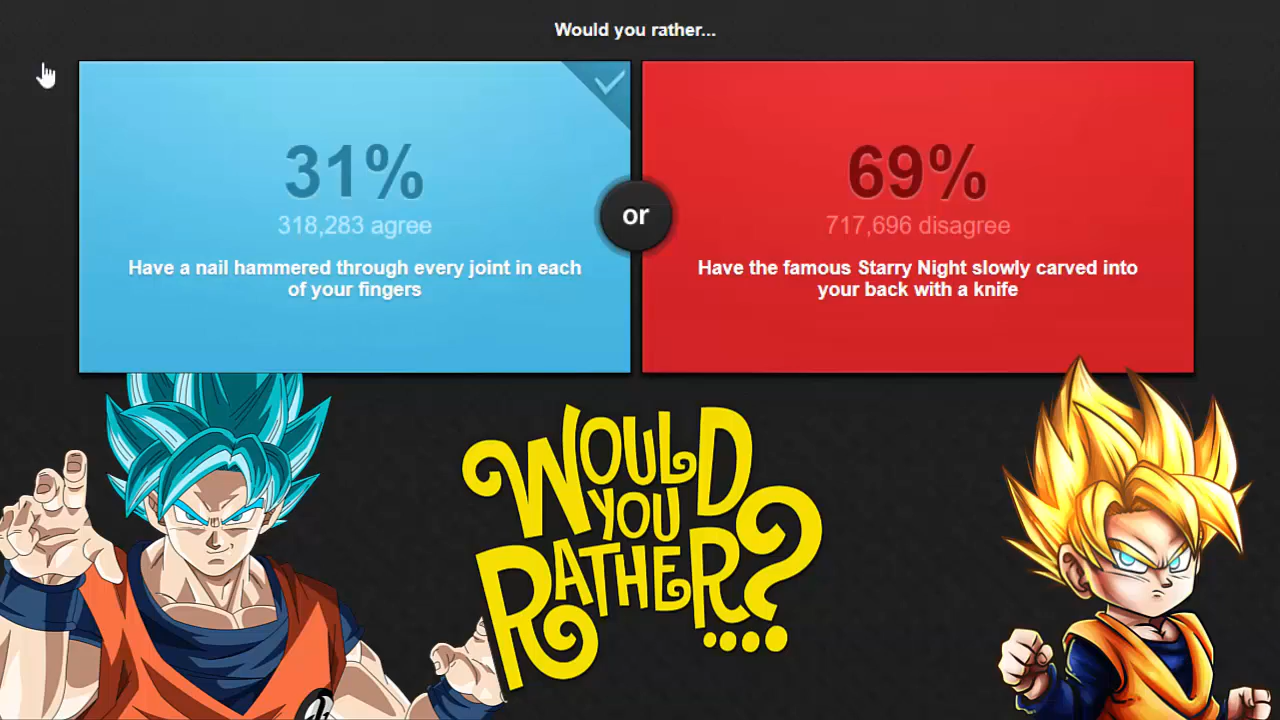 Would you rather...
31%
318,283 agree
Have a nail hammered through every joint in each
of your fingers
or
69%
717,696 disagree
Have the famous Starry Night slowly carved into
your back with a knife
WOULD
YOU
RATHER?....